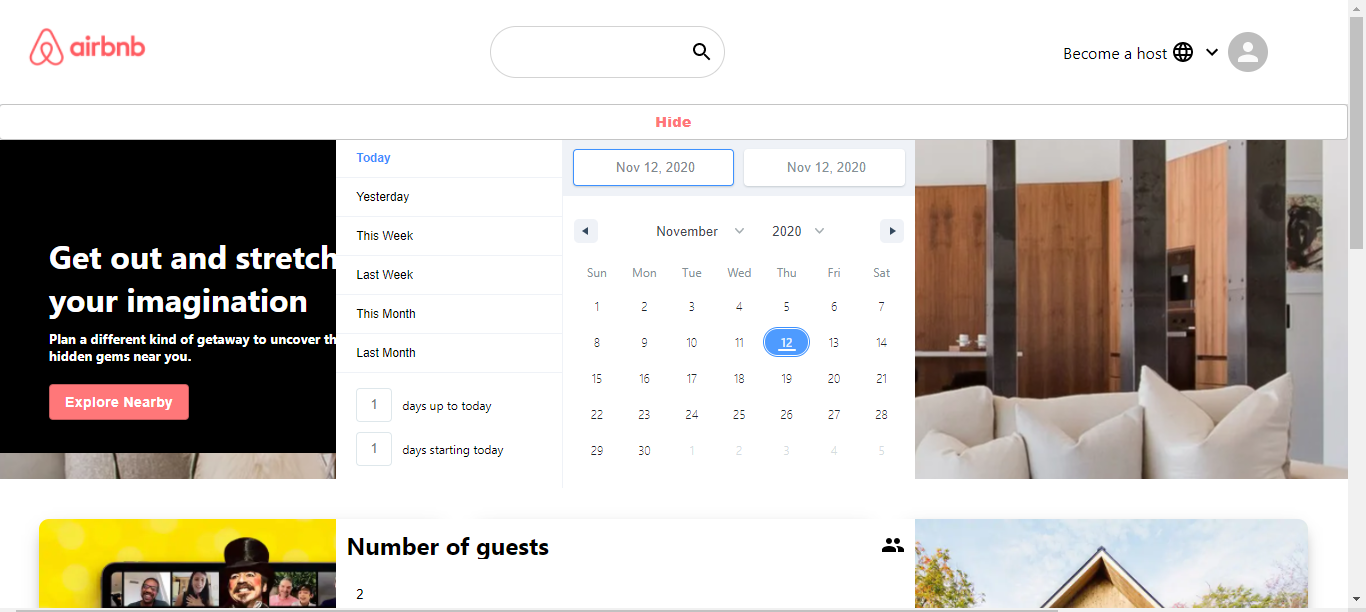 airbnb
Become a host
Hide
Get out and stretch
your imagination
Plan a different kind of getaway to uncover th
hidden gems near you.
Explore Nearby
Today
Yesterday
This Week
Last Week
This Month
Last Month
1 days up to today
1 days starting today
Nov 12, 2020 Nov 12, 2020
November 2020
Sun Mon Tue Wed Thu Fri Sat
1 2 3 4 5 6 7
8 9 10 11 12 13 14
15 16 17 18 19 20 21
22 23 24 25 26 27 28
29 30 1 2 3 4 5
Number of guests
2